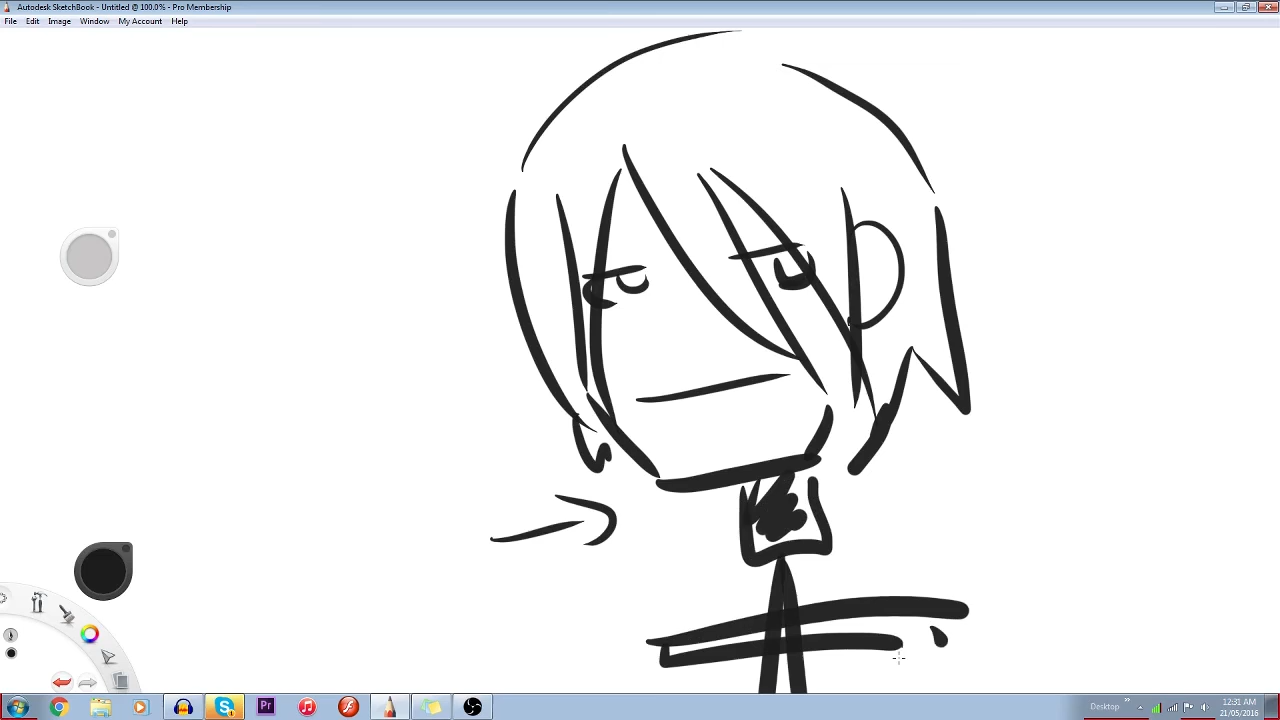 Autodesk SketchBook - Untitled @ 100.0% - Pro Membership
File Edit Image Window My Account Help
Pr
Desktop
12:31 AM
21/05/2016